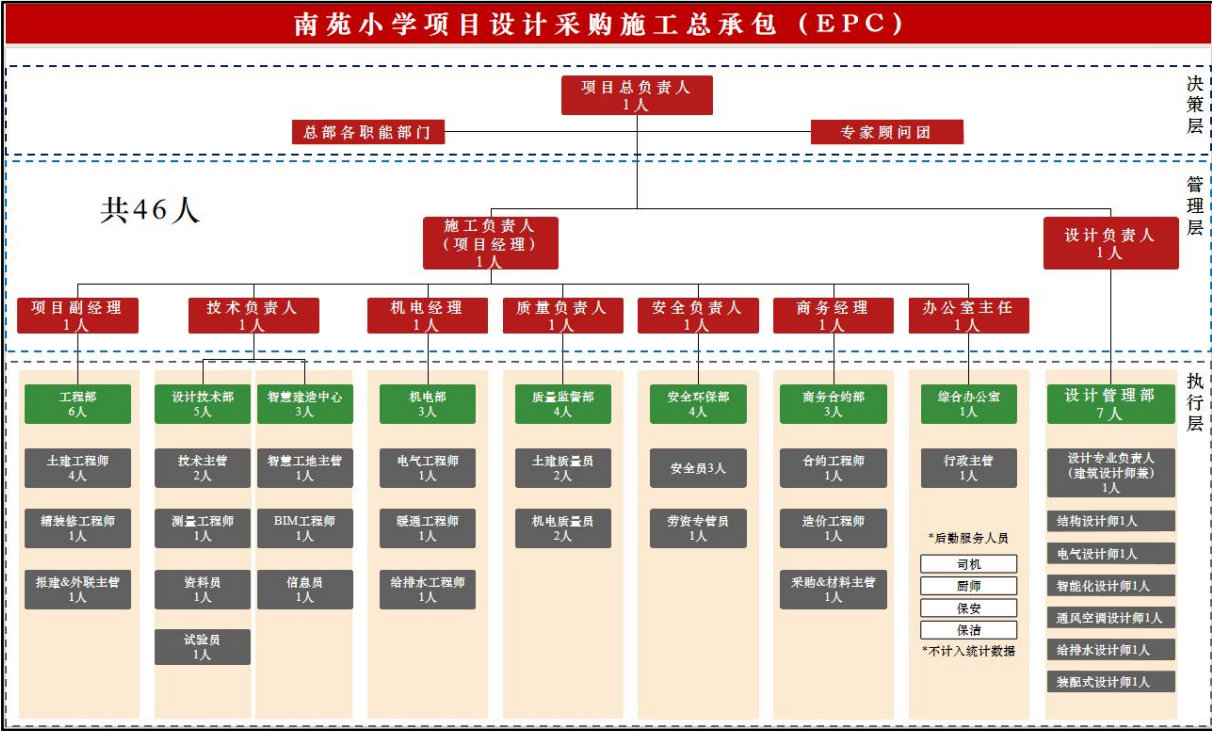 南苑小学项目设计采购施工总承包（EPC）
项目总负责人
1人
总部各职能部门
专家顾问团
决策层
管理层
共46人
施工负责人
（项目经理）
1人
设计负责人
1人
项目副经理
1人
技术负责人
1人
机电经理
1人
质量负责人
1人
安全负责人
1人
商务经理
1人
办公室主任
1人
执行层
工程部
6人
土建工程师
4人
精装修工程师
1人
报建&外联主管
1人
设计技术部
5人
技术主管
2人
测量工程师
1人
资料员
1人
试验员
1人
智慧建造中心
3人
智慧工地主管
1人
BIM工程师
1人
信息员
1人
机电部
3人
电气工程师
1人
暖通工程师
1人
给排水工程师
1人
质量监督部
4人
土建质量员
2人
机电质量员
2人
安全环保部
4人
安全员3人
劳资专管员
1人
商务合约部
3人
合约工程师
1人
造价工程师
1人
采购&材料主管
1人
综合办公室
1人
行政主管
1人
*后勤服务人员
司机
厨师
保安
保洁
*不计入统计数据
设计管理部
7人
设计专业负责人
（建筑设计师兼）
1人
结构设计师1人
电气设计师1人
智能化设计师1人
通风空调设计师1人
给排水设计师1人
装配式设计师1人